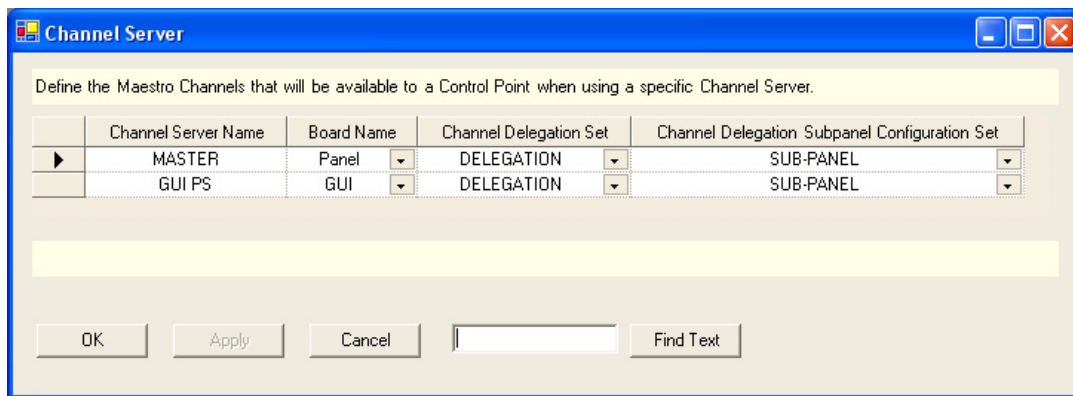 Channel Server
Define the Maestro Channels that will be available to a Control Point when using a specific Channel Server.
Channel Server Name Board Name Channel Delegation Set Channel Delegation Subpanel Configuration Set
MASTER Panel DELEGATION SUB-PANEL
GUI PS GUI DELEGATION SUB-PANEL
OK Apply Cancel Find Text